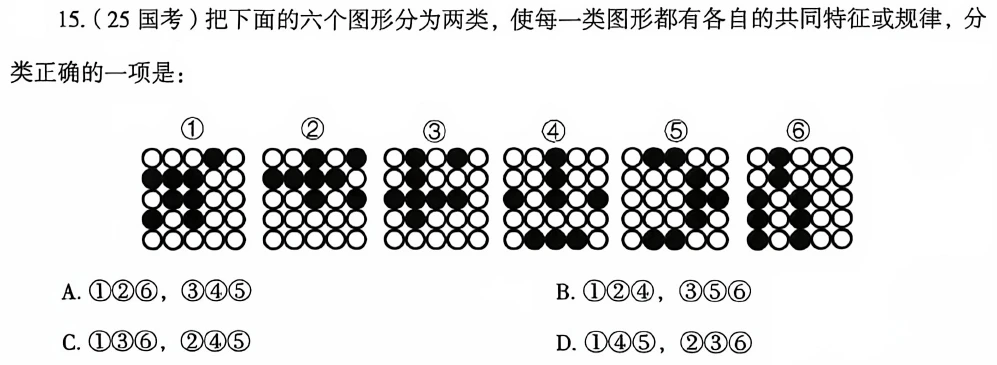 15.(25国考)把下面的六个图形分为两类，使每一类图形都有各自的共同特征或规律，分
类正确的一项是：
① ② ③ ④ ⑤ ⑥
A. ①②⑥，③④⑤ B. ①②④，③⑤⑥
C. ①③⑥，②④⑤ D. ①④⑤，②③⑥